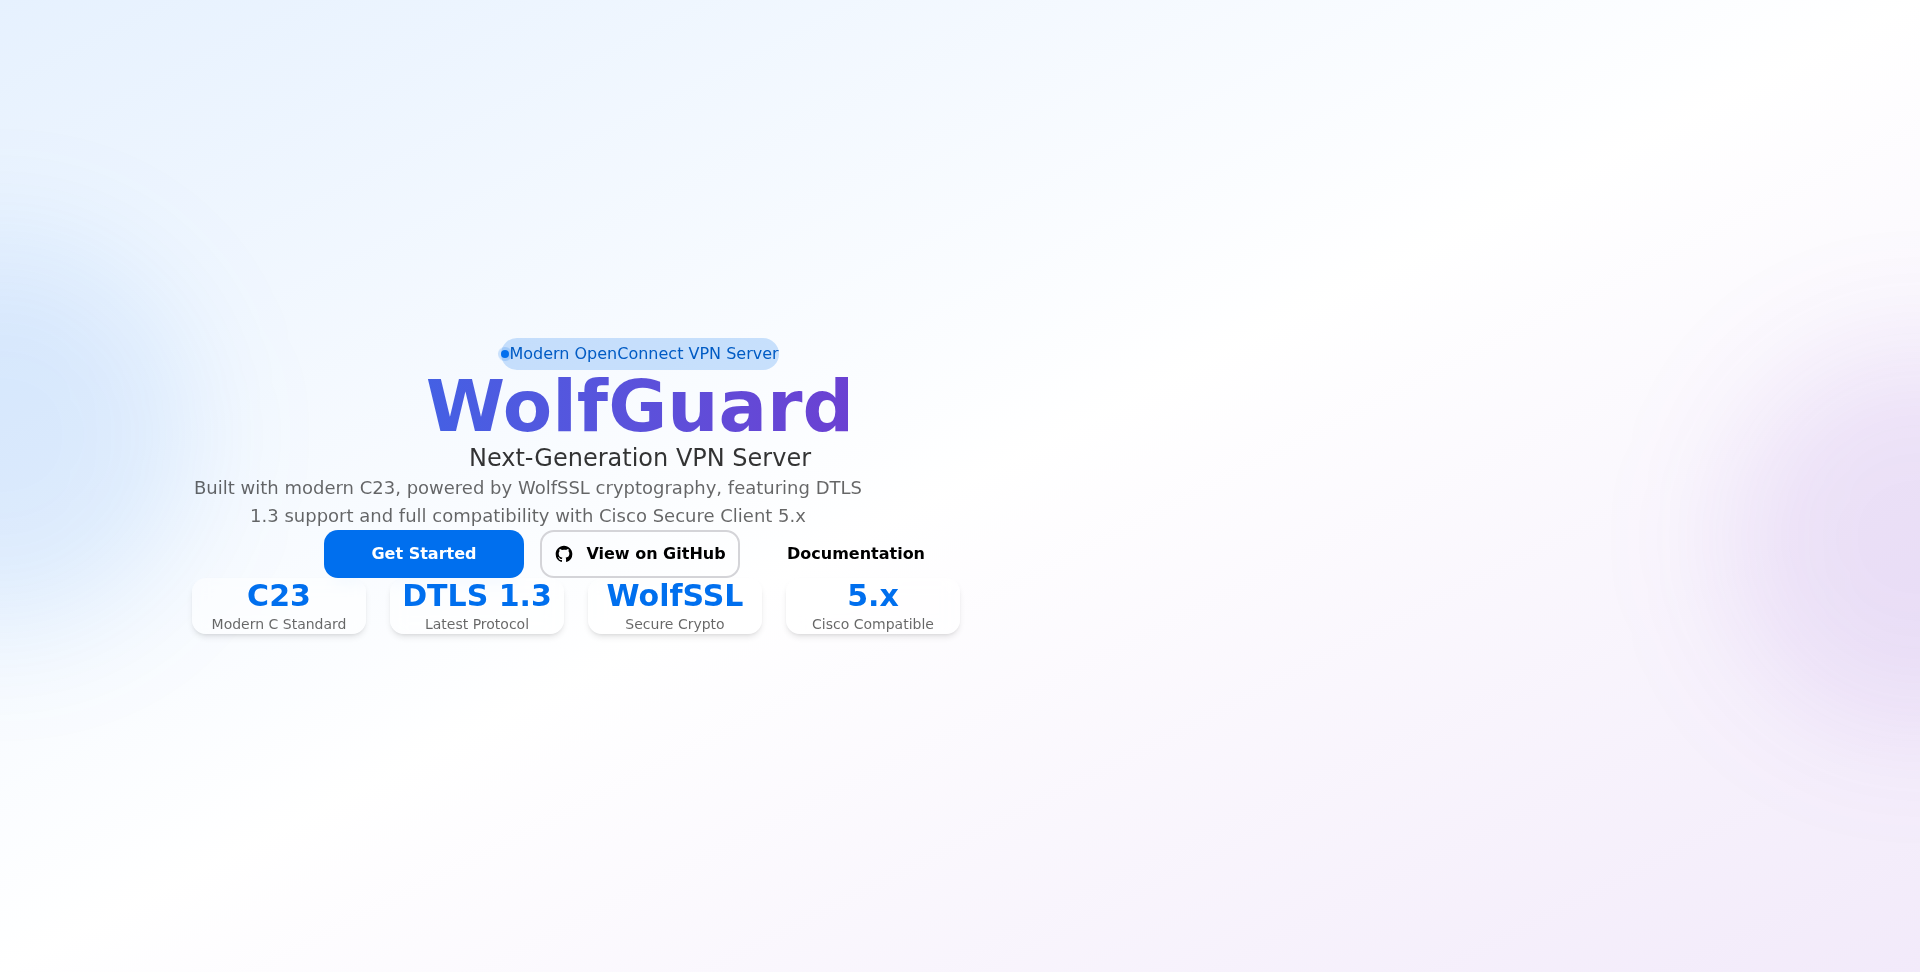 Modern OpenConnect VPN Server
WolfGuard
Next-Generation VPN Server
Built with modern C23, powered by WolfSSL cryptography, featuring DTLS
1.3 support and full compatibility with Cisco Secure Client 5.x
Get Started
View on GitHub
Documentation
C23
Modern C Standard
DTLS 1.3
Latest Protocol
WolfSSL
Secure Crypto
5.x
Cisco Compatible